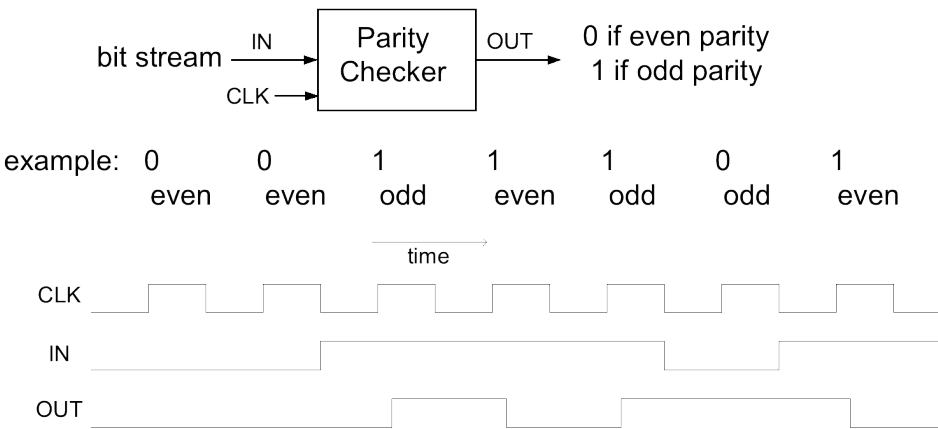 bit stream IN Parity Checker OUT 0 if even parity
CLK 1 if odd parity
example: 0 0 1 1 1 0 1
even even odd even odd odd even
time
CLK
IN
OUT